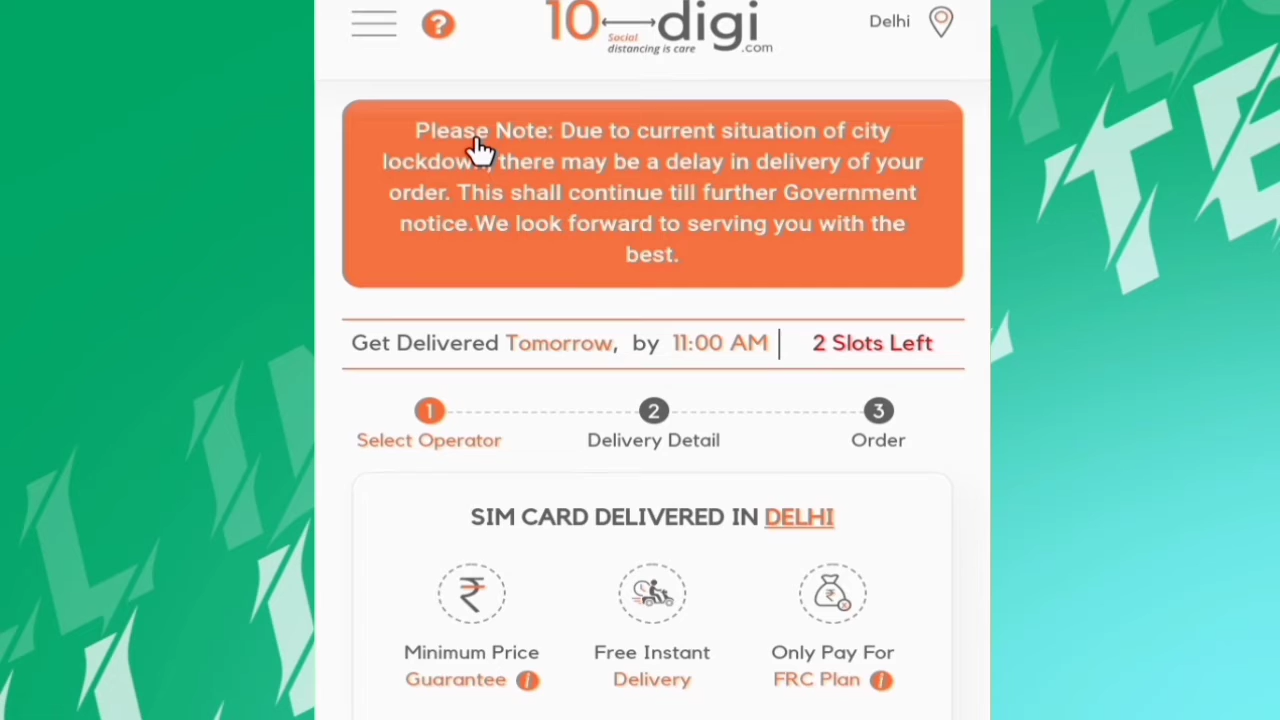 ?
10 digi
Social
distancing is care
.com
Delhi
Please Note: Due to current situation of city
lockdown, there may be a delay in delivery of your
order. This shall continue till further Government
notice.We look forward to serving you with the
best.
Get Delivered Tomorrow, by 11:00 AM | 2 Slots Left
1 2 3
Select Operator Delivery Detail Order
SIM CARD DELIVERED IN DELHI
₹ ₹
Minimum Price Free Instant Only Pay For
Guarantee i Delivery FRC Plan i